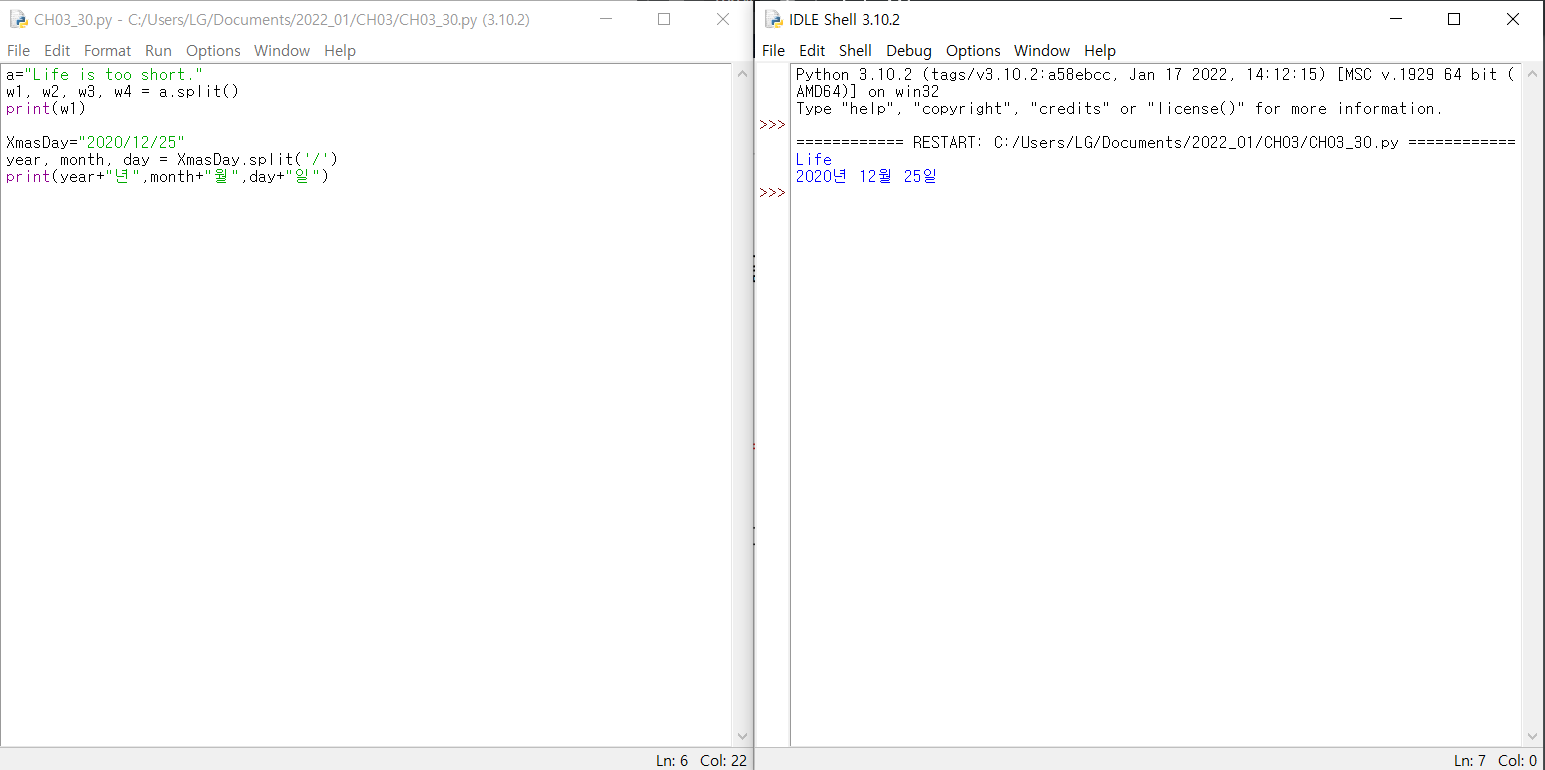 CH03_30.py - C:/Users/LG/Documents/2022_01/CH03/CH03_30.py (3.10.2)
File Edit Format Run Options Window Help
a="Life is too short."
w1, w2, w3, w4 = a.split()
print(w1)
XmasDay="2020/12/25"
year, month, day = XmasDay.split('/')
print(year+"년",month+"월",day+"일")
Ln: 6 Col: 22
IDLE Shell 3.10.2
File Edit Shell Debug Options Window Help
Python 3.10.2 (tags/v3.10.2:a58ebcc, Jan 17 2022, 14:12:15) [MSC v.1929 64 bit (
AMD64)] on win32
Type "help", "copyright", "credits" or "license()" for more information.
>>>
============ RESTART: C:/Users/LG/Documents/2022_01/CH03/CH03_30.py ============
Life
2020년 12월 25일
>>>
Ln: 7 Col: 0